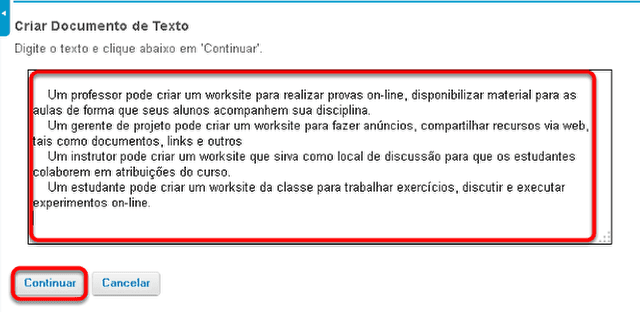 Criar Documento de Texto
Digite o texto e clique abaixo em 'Continuar'.
Um professor pode criar um worksite para realizar provas on-line, disponibilizar material para as
aulas de forma que seus alunos acompanhem sua disciplina.
Um gerente de projeto pode criar um worksite para fazer anúncios, compartilhar recursos via web,
tais como documentos, links e outros
Um instrutor pode criar um worksite que sirva como local de discussão para que os estudantes
colaborem em atribuições do curso.
Um estudante pode criar um worksite da classe para trabalhar exercícios, discutir e executar
experimentos on-line.
Continuar
Cancelar